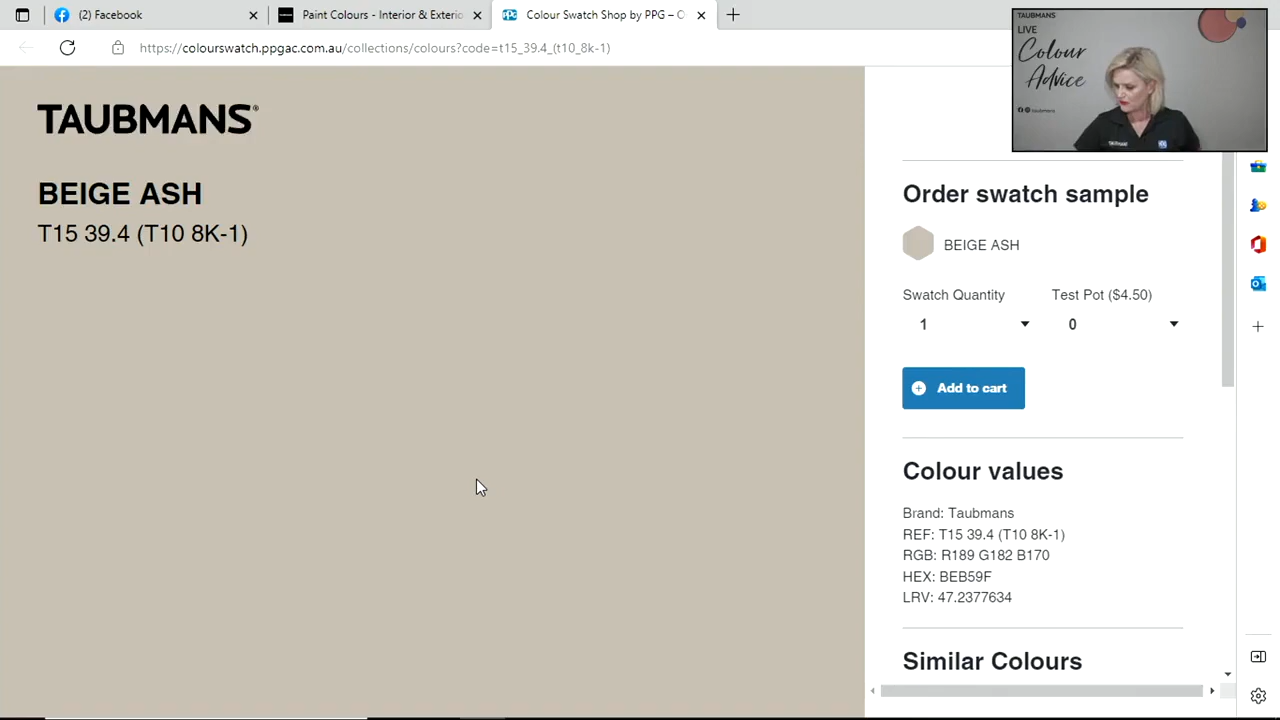 (2) Facebook
Paint Colours - Interior & Exterio
Colour Swatch Shop by PPG – O
https://colourswatch.ppgac.com.au/collections/colours?code=t15_39.4_(t10_8k-1)
TAUBMANS
LIVE
Colour
Advice
taubmans
TAUBMANS
TAUBMANS®
BEIGE ASH
T15 39.4 (T10 8K-1)
Order swatch sample
BEIGE ASH
Swatch Quantity
Test Pot ($4.50)
1
0
Add to cart
Colour values
Brand: Taubmans
REF: T15 39.4 (T10 8K-1)
RGB: R189 G182 B170
HEX: BEB59F
LRV: 47.2377634
Similar Colours